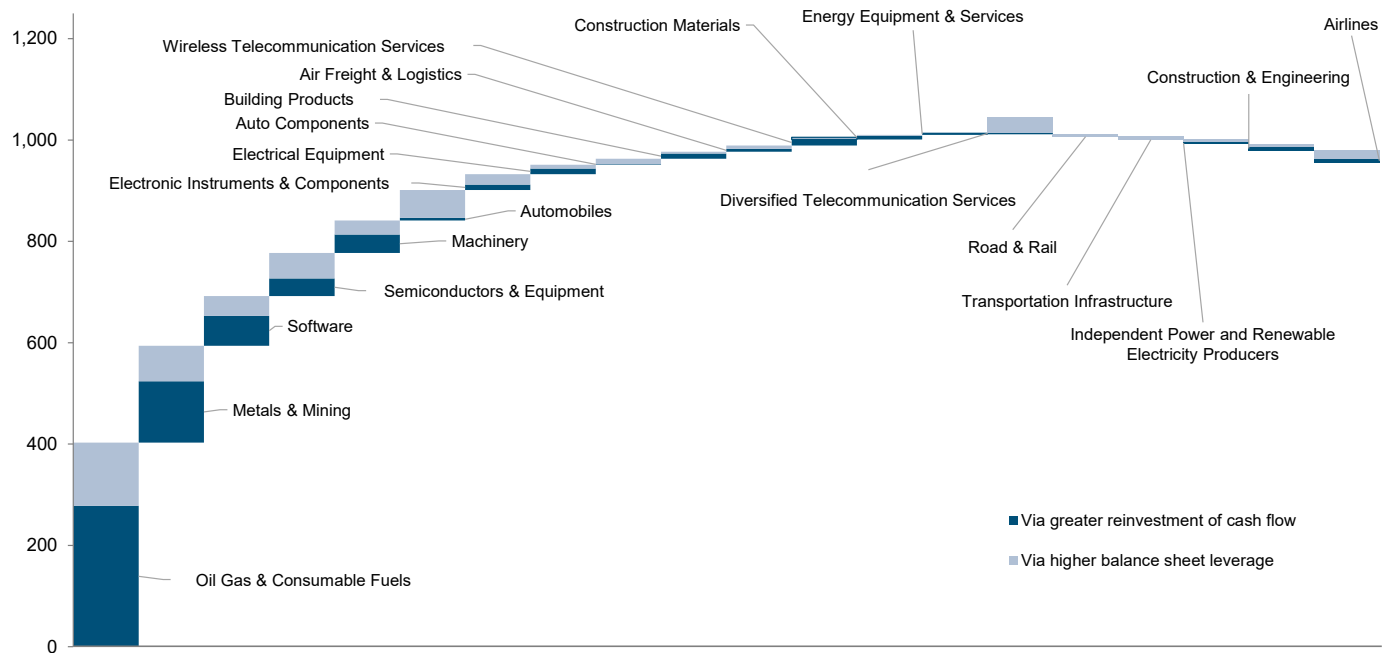 Energy Equipment & Services
Airlines
Construction Materials
1,200
Wireless Telecommunication Services
Air Freight & Logistics
Construction & Engineering
Building Products
Auto Components
1,000
Electrical Equipment
Electronic Instruments & Components
Diversified Telecommunication Services
Automobiles
800
Machinery
Road & Rail
Semiconductors & Equipment
Transportation Infrastructure
Software
600
Independent Power and Renewable
Electricity Producers
Metals & Mining
400
Via greater reinvestment of cash flow
200
Via higher balance sheet leverage
Oil Gas & Consumable Fuels
0